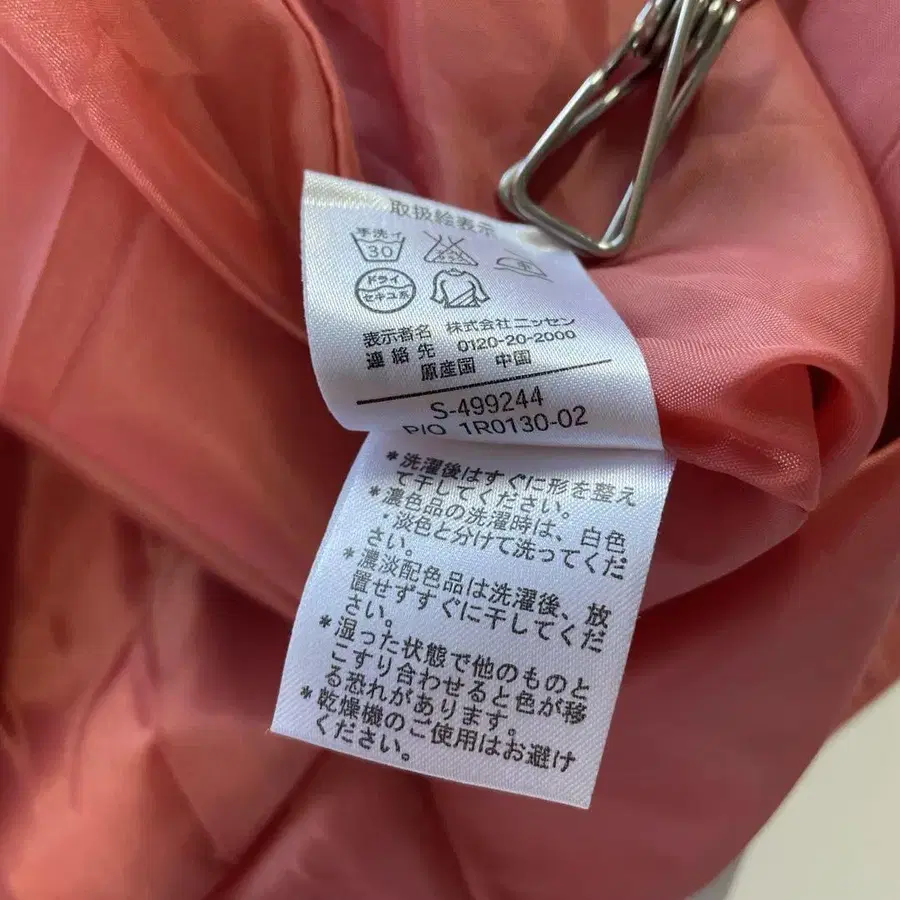 取扱絵表示
手洗イ
30
エンソ
サラシ
中
ドライ
セキユ系
表示者名 株式会社ニッセン
連絡先 0120-20-2000
原産国 中国
S-499244
P/O 1R0130-02
*洗濯後はすぐに形を整え
て干してください。
*濃色品の洗濯時は、白色
・淡色と分けて洗ってくだ
さい。
*濃淡配色品は洗濯後、放
置せずすぐに干してくだ
さい。
*湿った状態で他のものと
こすり合わせると色が移
る恐れがあります。
*乾燥機のご使用はお避け
ください。